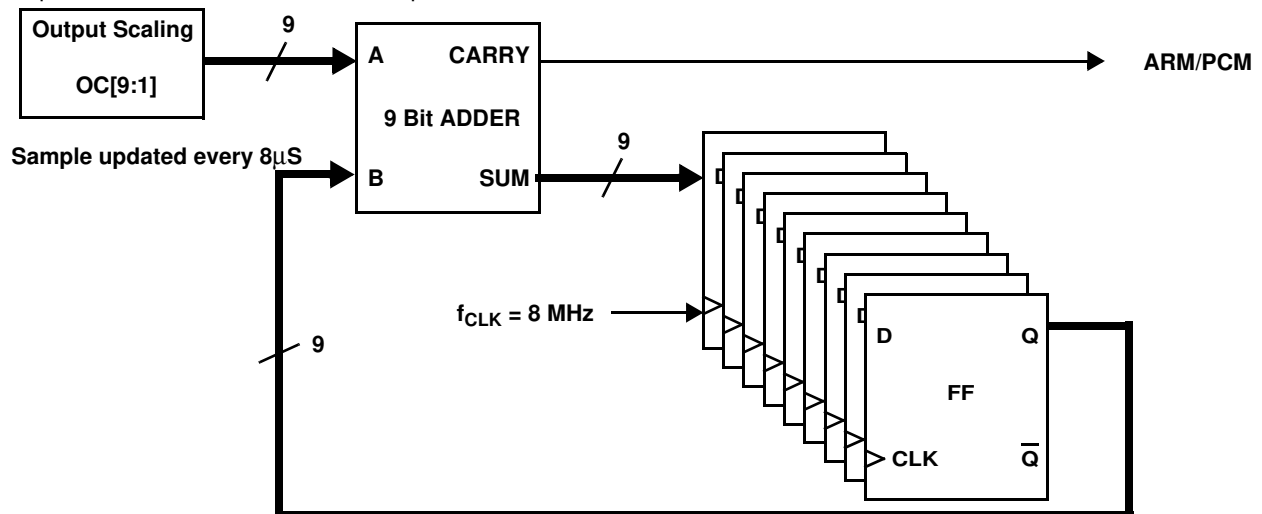 Output Scaling
OC[9:1]
9
A
CARRY
ARM/PCM
9 Bit ADDER
Sample updated every 8μS
B
SUM
9
D
D
D
D
D
D
D
D
fCLK = 8 MHz
9
D
Q
FF
CLK
Q̅